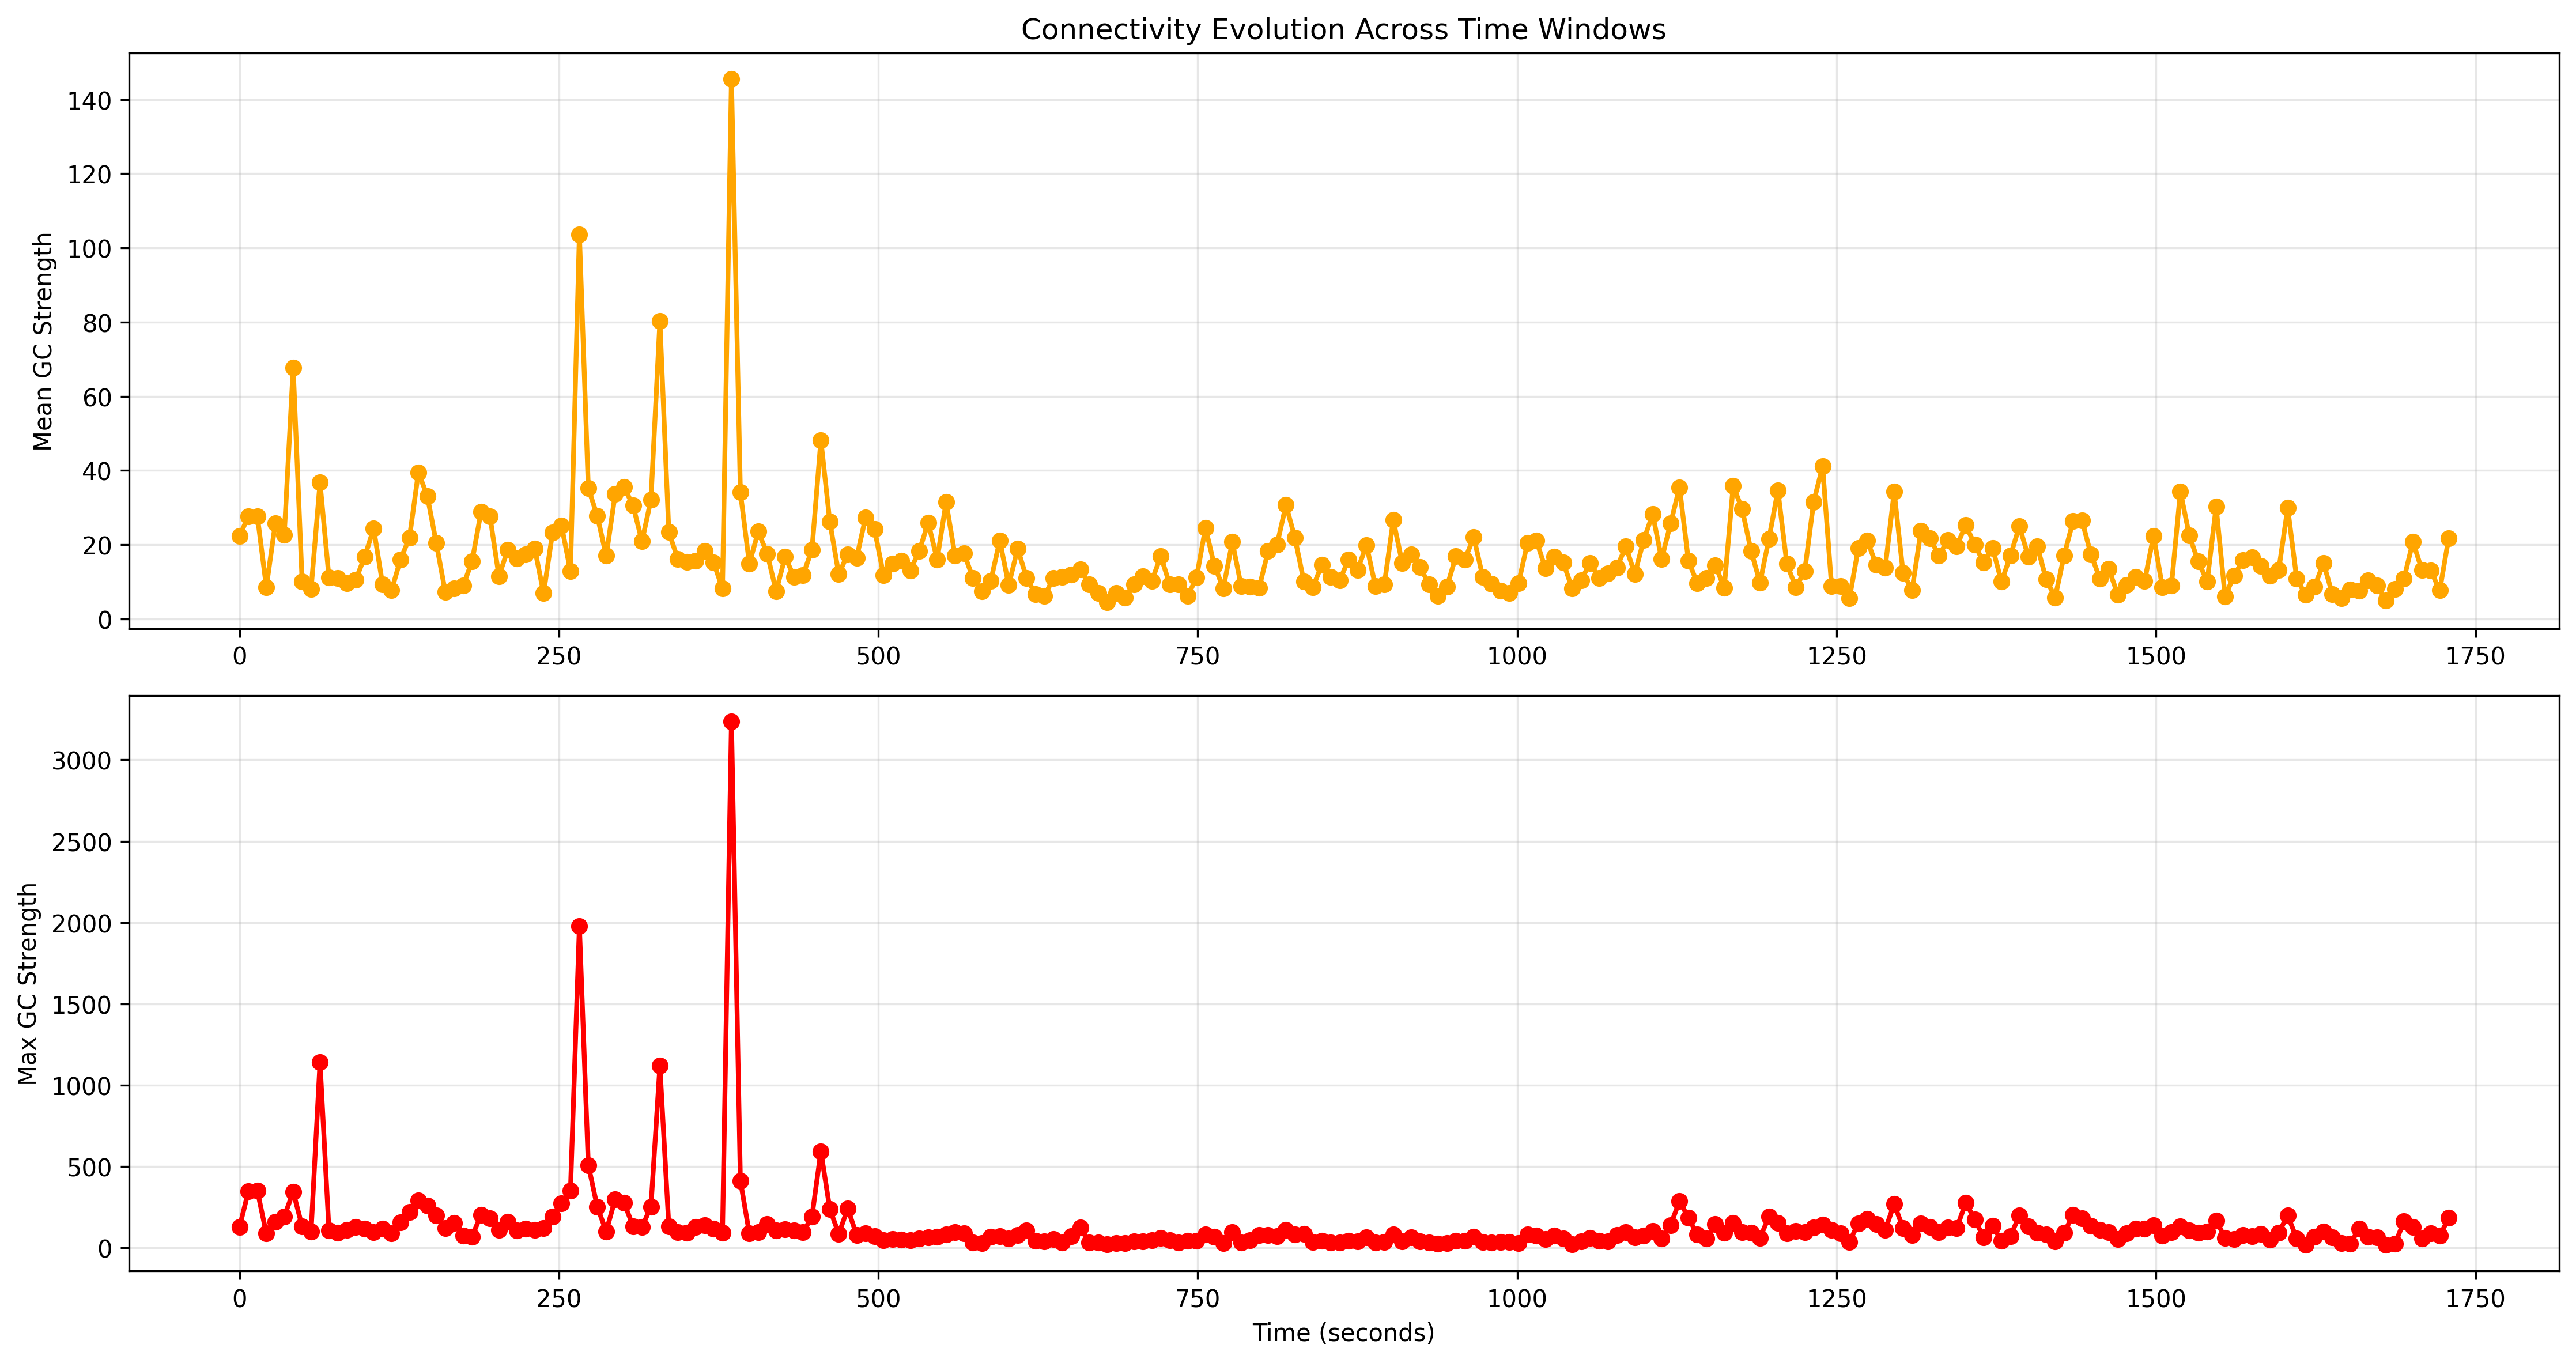 Connectivity Evolution Across Time Windows
Mean GC Strength
140
120
100
80
60
40
20
0
0 250 500 750 1000 1250 1500 1750
Max GC Strength
3000
2500
2000
1500
1000
500
0
0 250 500 750 1000 1250 1500 1750
Time (seconds)